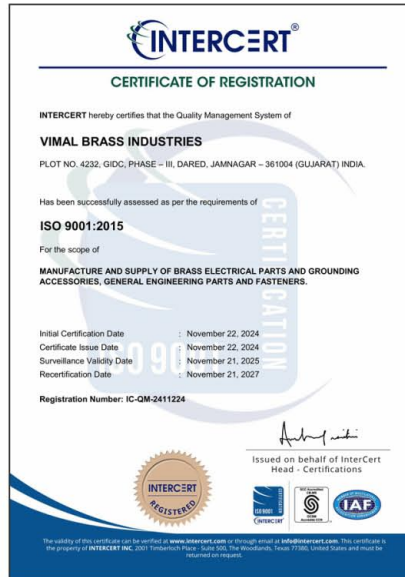 INTERCERT®
CERTIFICATE OF REGISTRATION
INTERCERT hereby certifies that the Quality Management System of
VIMAL BRASS INDUSTRIES
PLOT NO. 4232, GIDC, PHASE – III, DARED, JAMNAGAR – 361004 (GUJARAT) INDIA.
Has been successfully assessed as per the requirements of
ISO 9001:2015
For the scope of
MANUFACTURE AND SUPPLY OF BRASS ELECTRICAL PARTS AND GROUNDING
ACCESSORIES, GENERAL ENGINEERING PARTS AND FASTENERS.
Initial Certification Date : November 22, 2024
Certificate Issue Date : November 22, 2024
Surveillance Validity Date : November 21, 2025
Recertification Date : November 21, 2027
Registration Number: IC-QM-2411224
CERTIFICATION
ISO 9001
Issued on behalf of InterCert
Head - Certifications
INTERCERT
REGISTERED
ISO 9001
INTERCERT
IAF
The validity of this certificate can be verified at www.intercert.com or through email at info@intercert.com. This certificate is
the property of INTERCERT INC, 2001 Timberloch Place - Suite 500, The Woodlands, Texas 77380, United States and must be
returned on request.